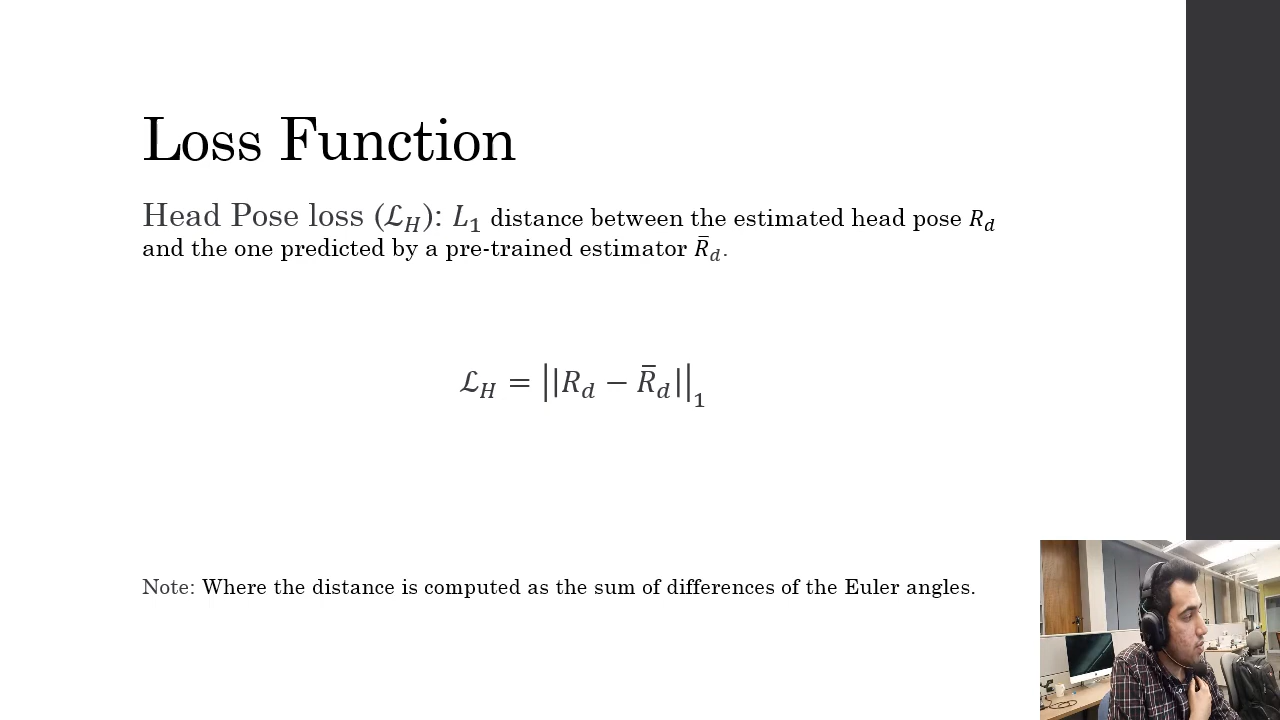 Loss Function
Head Pose loss (ℒ_H): L₁ distance between the estimated head pose R_d
and the one predicted by a pre-trained estimator R̄_d.
ℒ_H = ||R_d − R̄_d||₁
Note: Where the distance is computed as the sum of differences of the Euler angles.